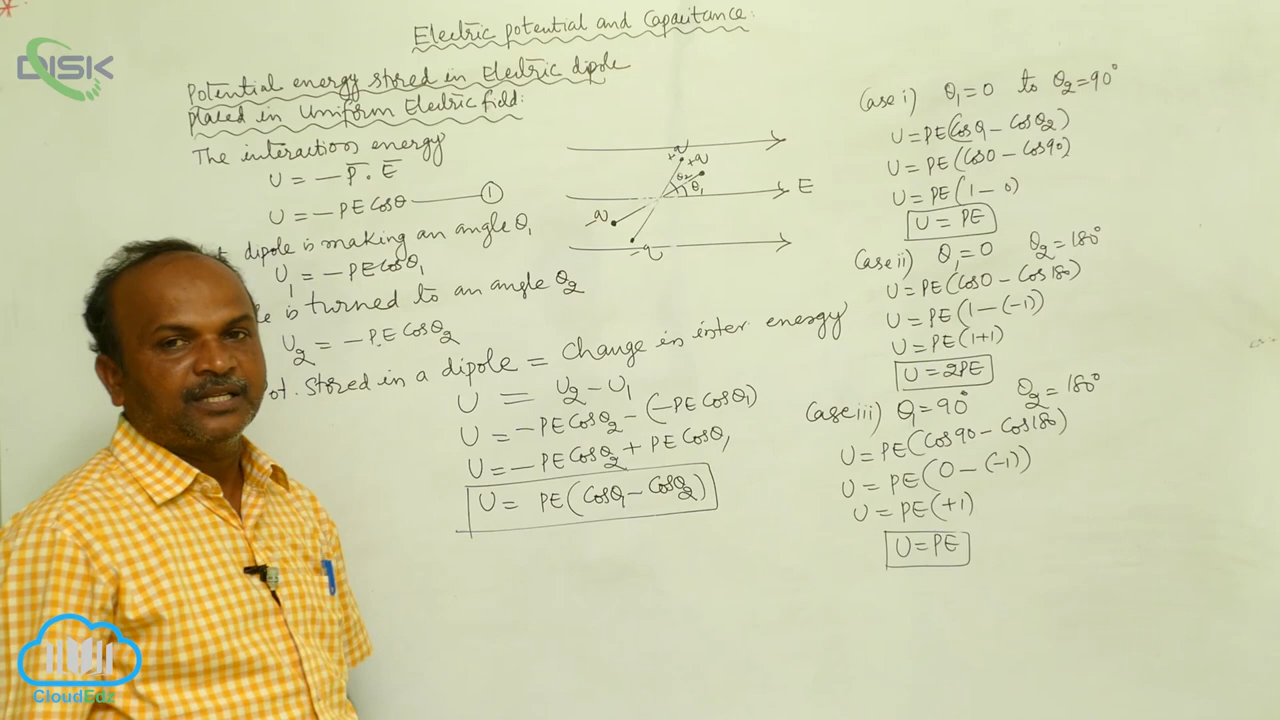 DISK
Electric potential and Capacitance:
Potential energy stored in Electric dipole
placed in Uniform Electric field:
The interaction energy
U = - P̅ . E̅
U = - PE Cosθ —— ①
dipole is making an angle θ₁
U₁ = - PE Cosθ₁
is turned to an angle θ₂
U₂ = - P.E Cosθ₂
ot. Stored in a dipole = change in inter energy
U = U₂ - U₁
U = - PE Cosθ₂ - (- PE Cosθ₁)
U = - PE Cosθ₂ + PE Cosθ₁
U = PE (Cosθ₁ - Cosθ₂)
+q
+q
θ₂
θ₁
E
-q
-q
Case i) θ₁ = 0 to θ₂ = 90°
U = PE (Cosθ₁ - Cosθ₂)
U = PE (Cos0 - Cos90)
U = PE (1 - 0)
U = PE
Case ii) θ₁ = 0 θ₂ = 180°
U = PE (Cos0 - Cos180)
U = PE (1 - (-1))
U = PE (1+1)
U = 2PE
Case iii) θ₁ = 90° θ₂ = 180°
U = PE (Cos90 - Cos180)
U = PE (0 - (-1))
U = PE (+1)
U = PE
CloudEdz